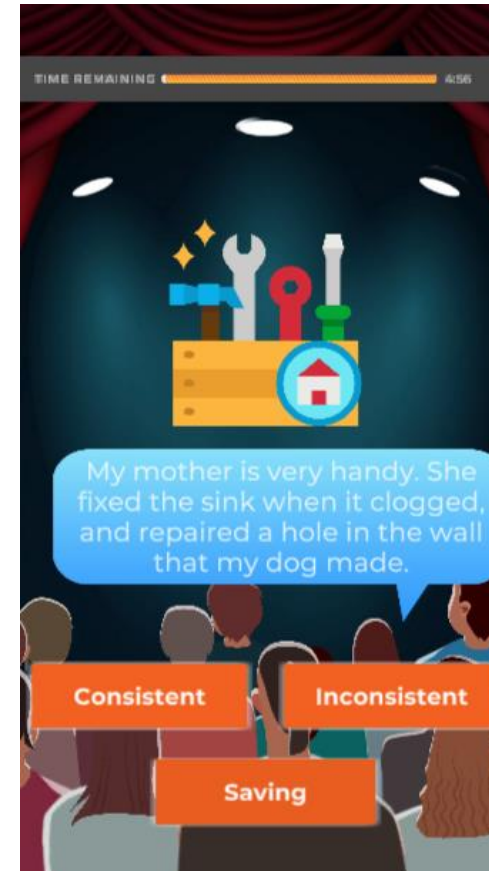 TIME REMAINING 4:56
My mother is very handy. She
fixed the sink when it clogged,
and repaired a hole in the wall
that my dog made.
Consistent Inconsistent
Saving